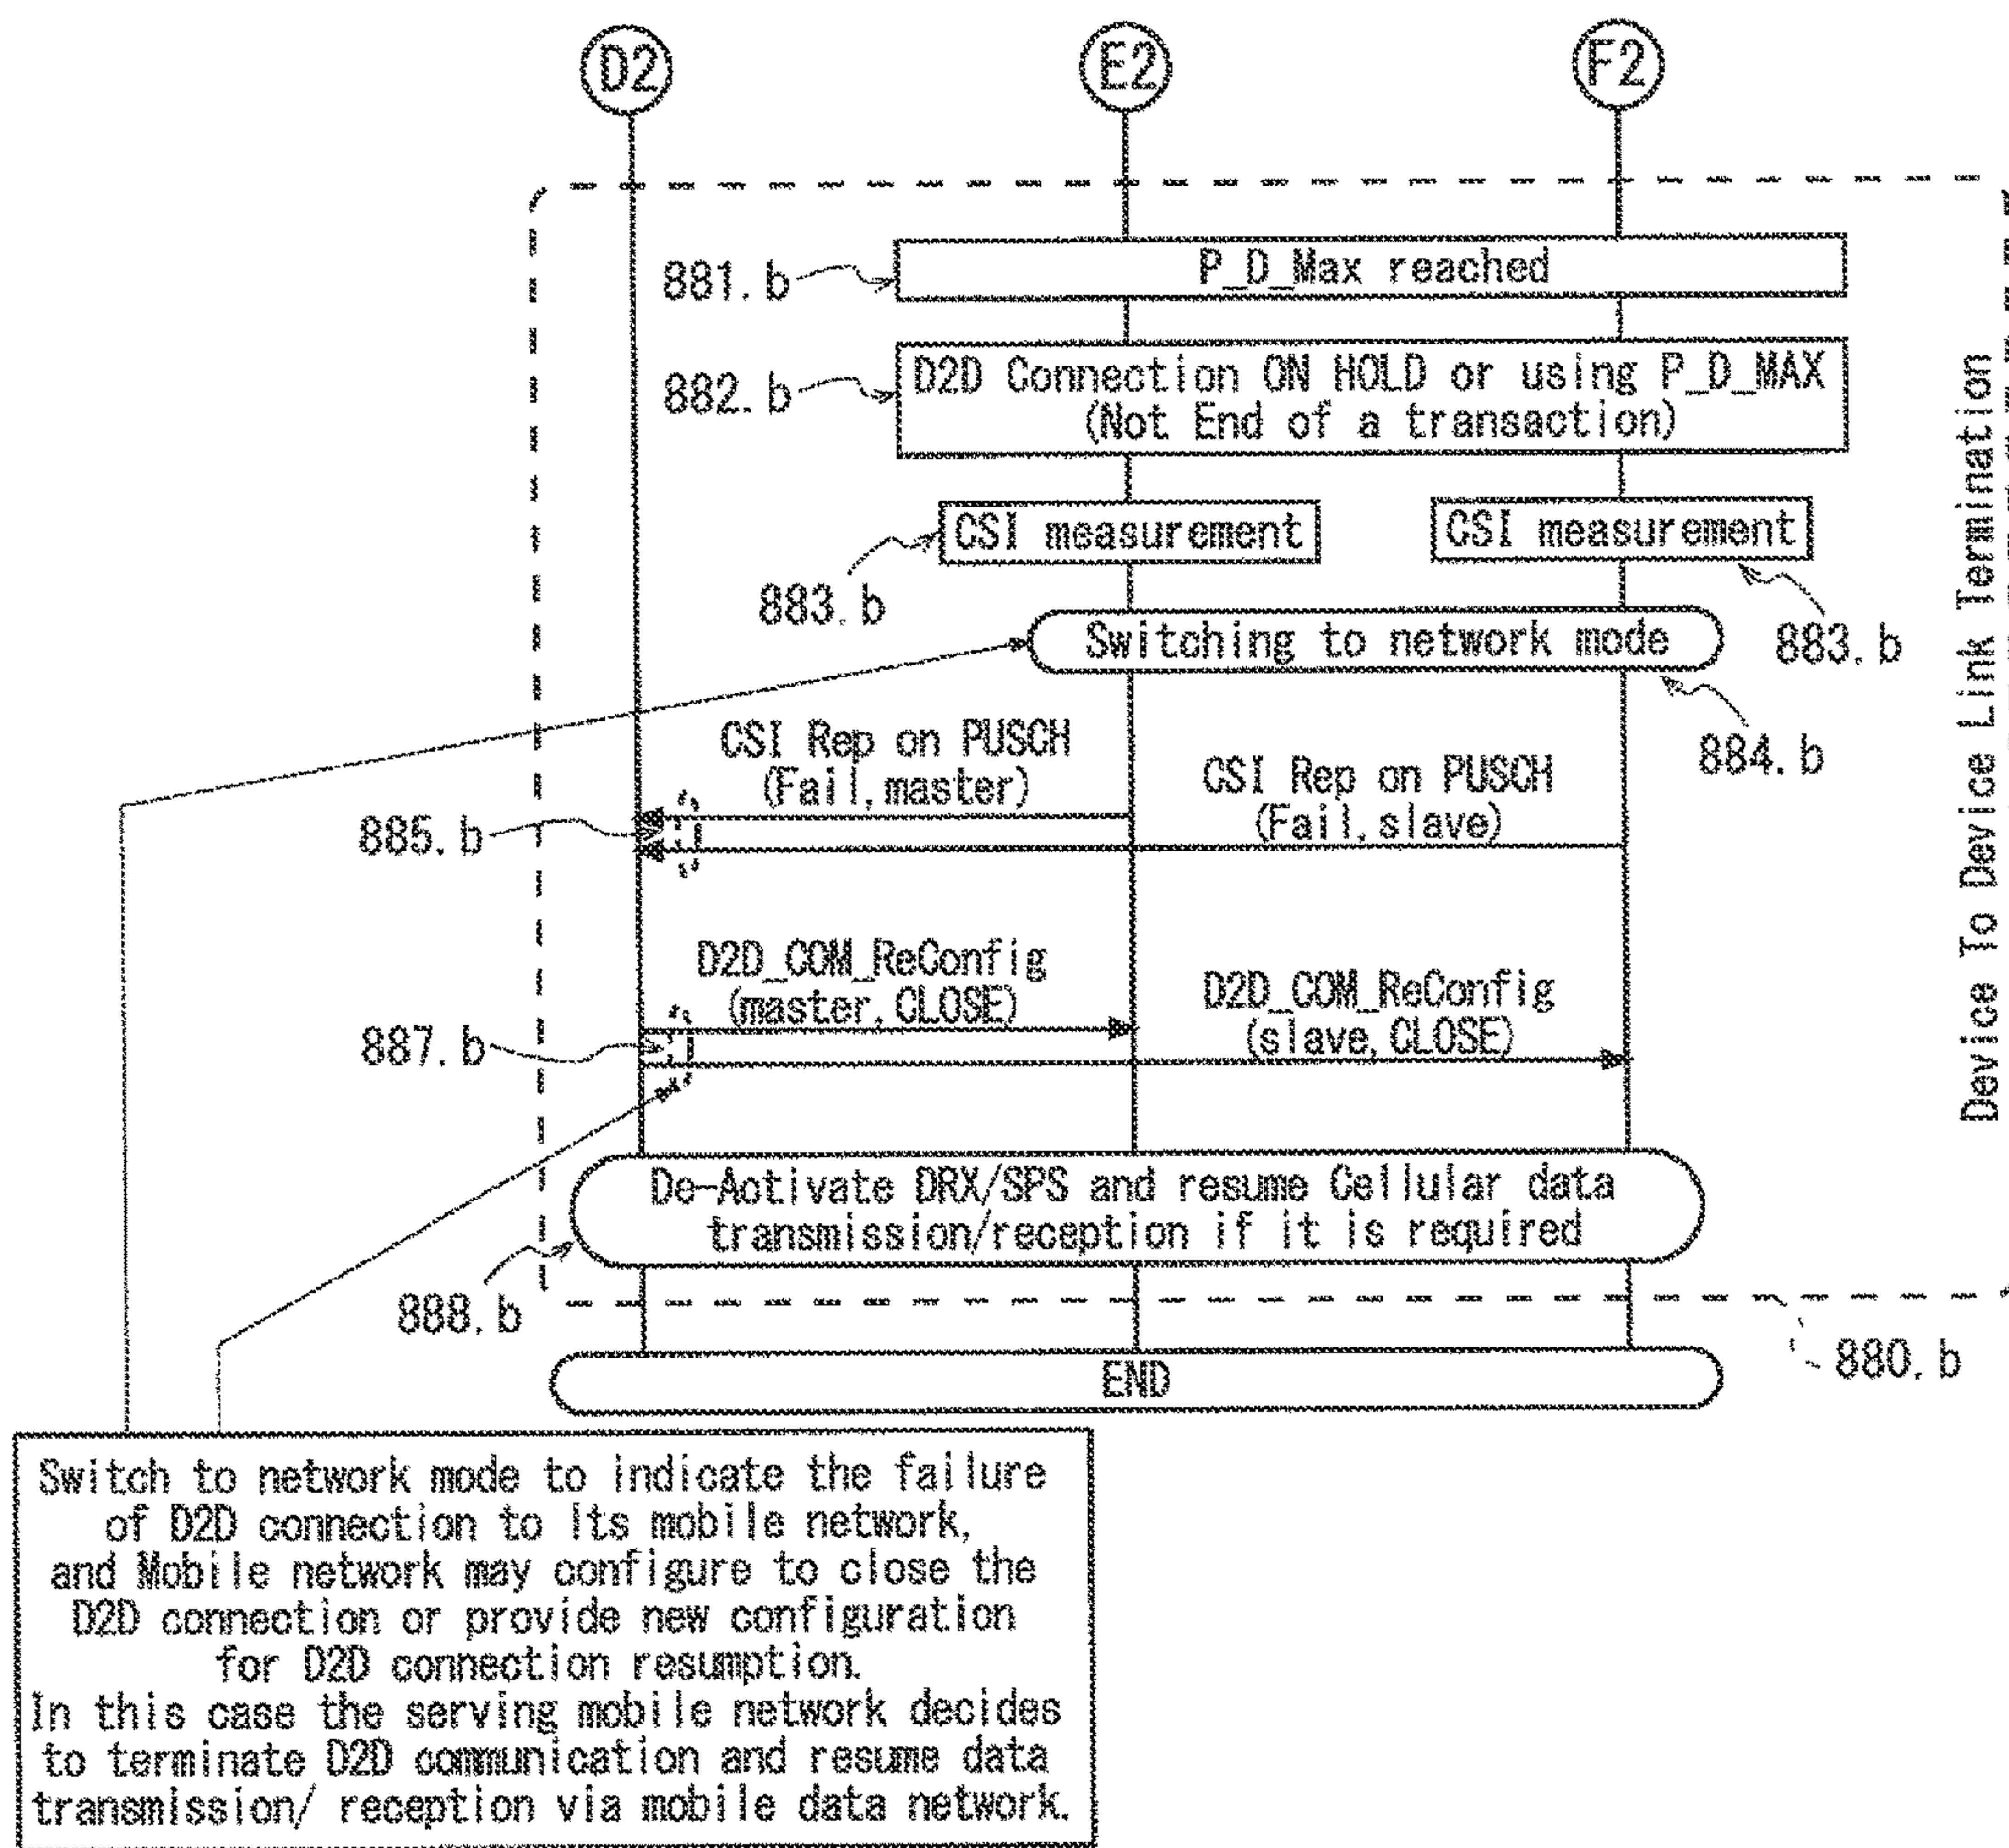 D2
E2
F2
881. b
P_D_Max reached
882. b
D2D Connection ON HOLD or using P_D_MAX
(Not End of a transaction)
CSI measurement
CSI measurement
883. b
883. b
Switching to network mode
884. b
CSI Rep on PUSCH
(Fail, master)
CSI Rep on PUSCH
(Fail, slave)
885. b
D2D_COM_ReConfig
(master, CLOSE)
D2D_COM_ReConfig
(slave, CLOSE)
887. b
De-Activate DRX/SPS and resume Cellular data
transmission/reception if it is required
888. b
END
880. b
Device To Device Link Termination
Switch to network mode to indicate the failure
of D2D connection to its mobile network,
and Mobile network may configure to close the
D2D connection or provide new configuration
for D2D connection resumption.
In this case the serving mobile network decides
to terminate D2D communication and resume data
transmission/ reception via mobile data network.